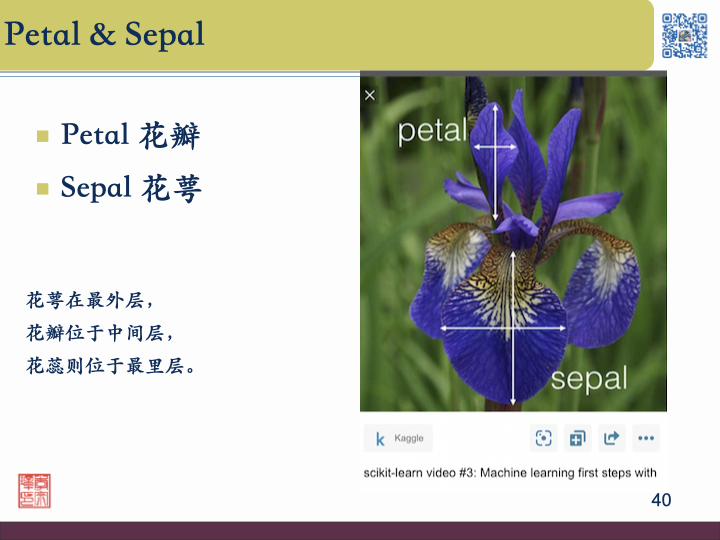 Petal & Sepal
Petal 花瓣
Sepal 花萼
花萼在最外层，
花瓣位于中间层，
花蕊则位于最里层。
petal
sepal
k Kaggle
scikit-learn video #3: Machine learning first steps with
40